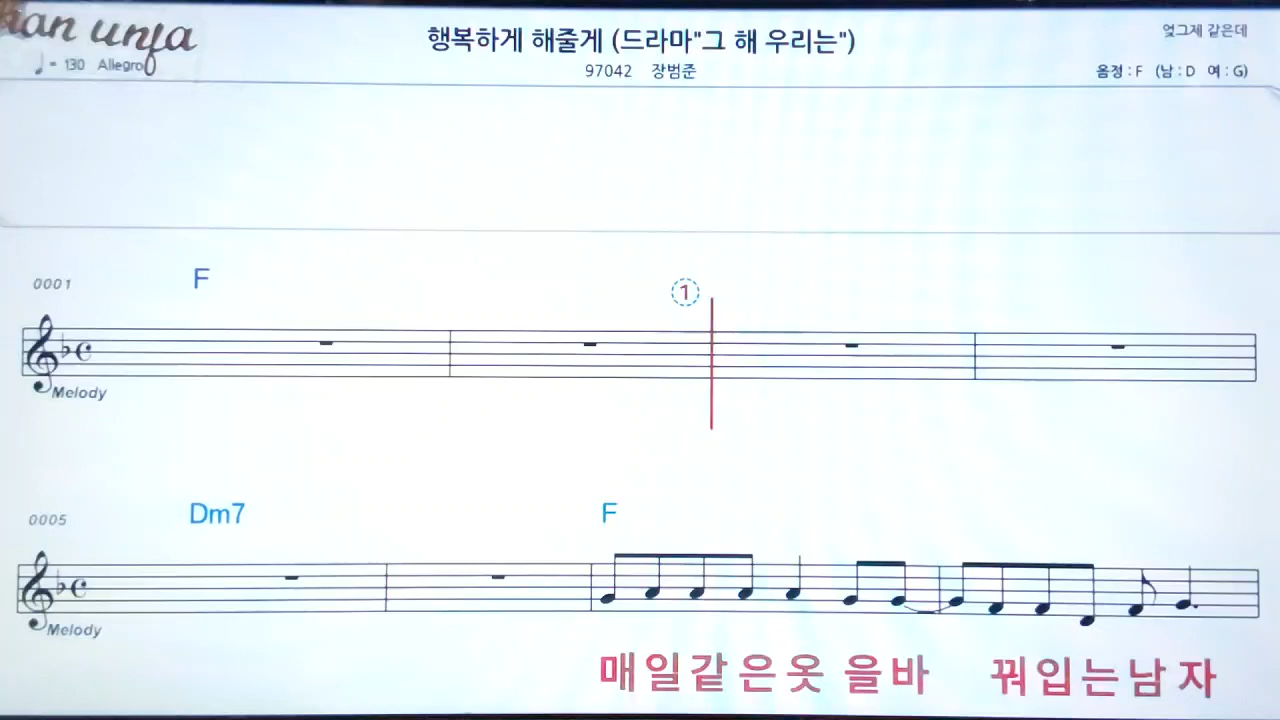 ♩= 130 Allegro
행복하게 해줄게 (드라마"그 해 우리는")
97042 장범준
엊그제 같은데
음정 : F (남 : D 여 : G)
0001
F
1
Melody
0005
Dm7 F
Melody
매일같은옷 을바 꿔입는남 자